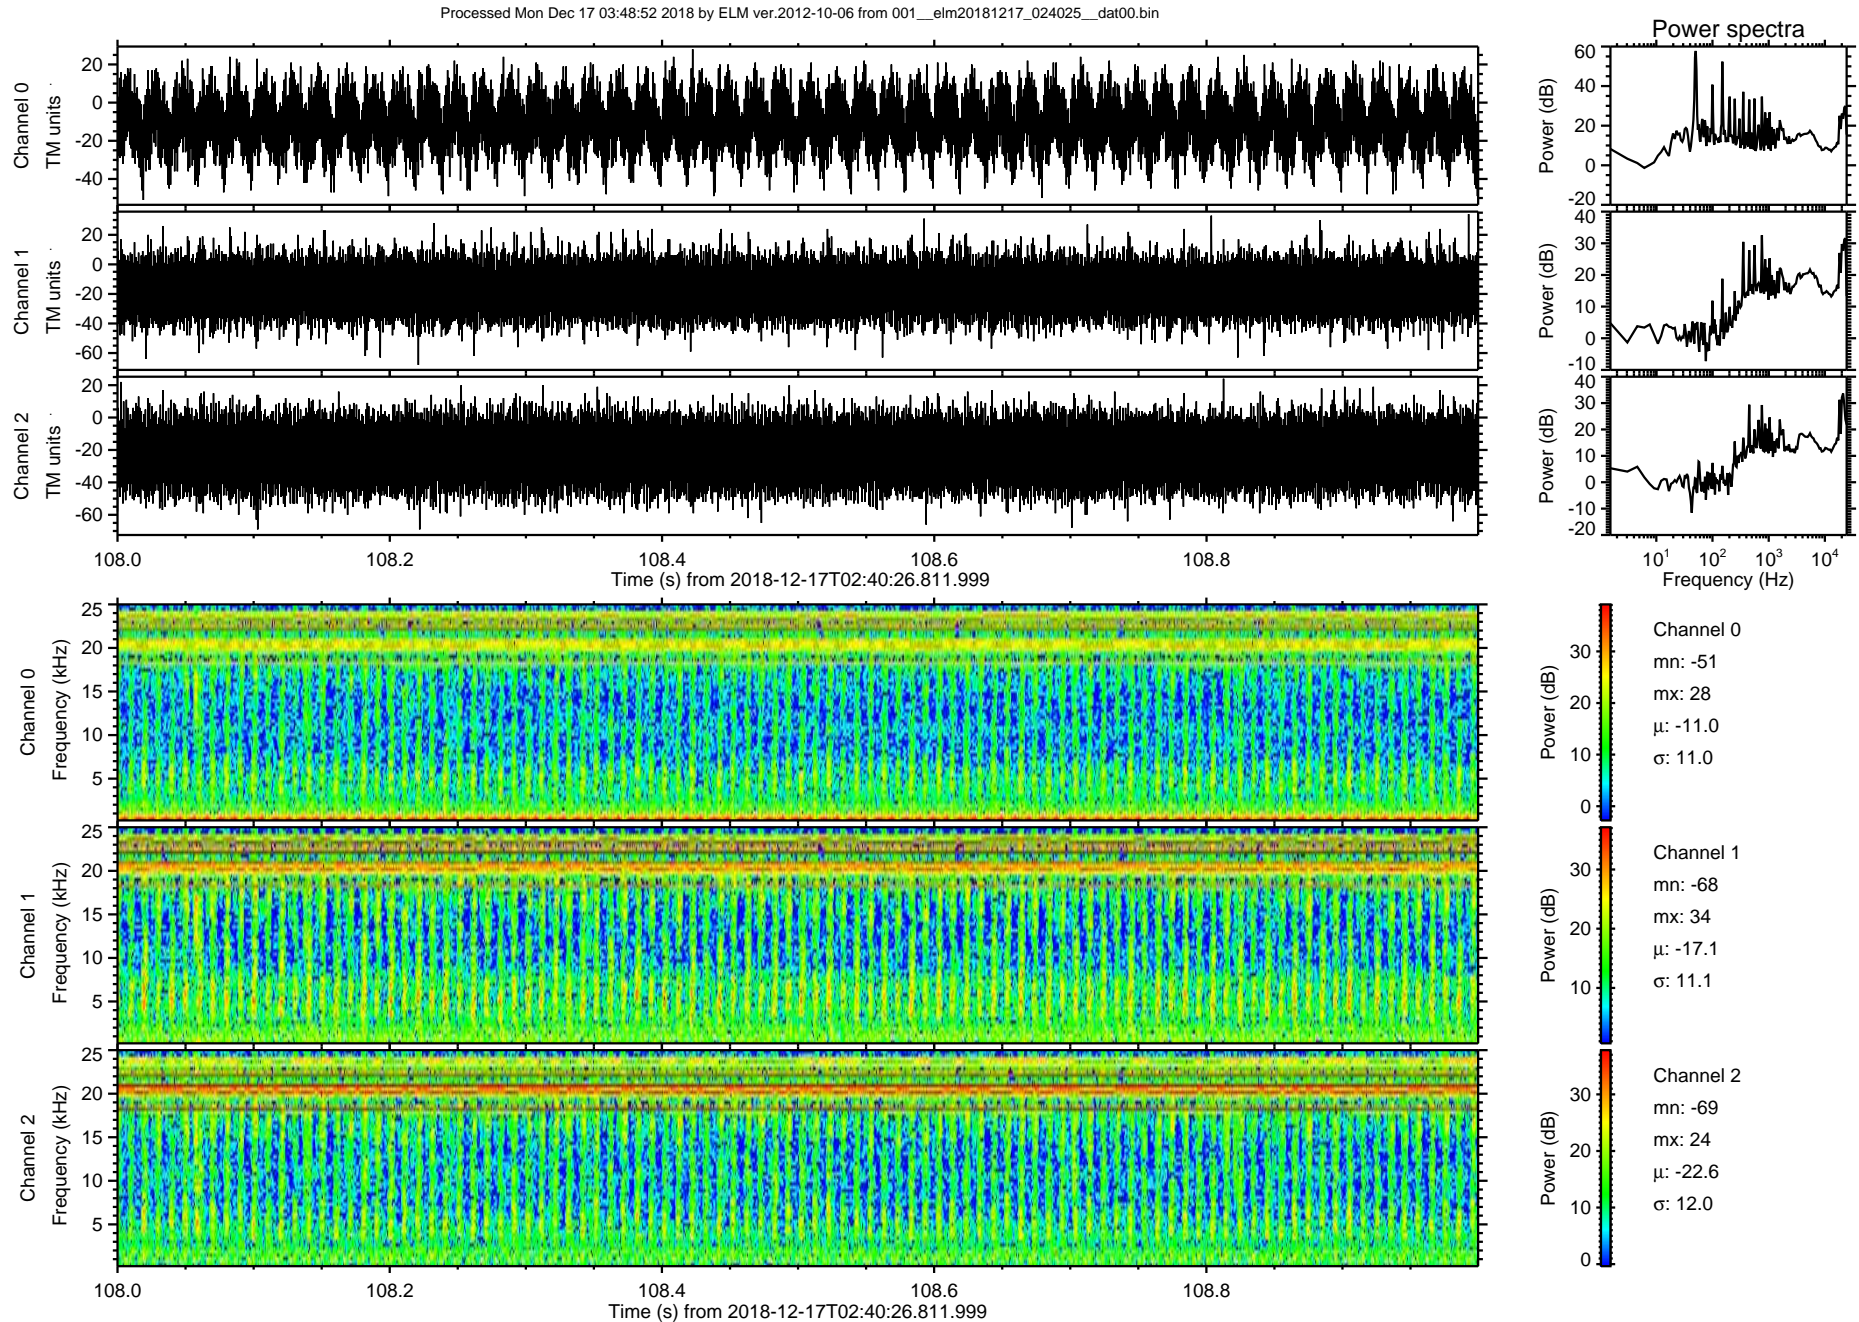 Processed Mon Dec 17 03:48:52 2018 by ELM ver.2012-10-06 from 001__elm20181217_024025__dat00.bin
Power spectra
Channel 0
TM units
20
0
-20
-40
Power (dB)
60
40
20
0
-20
Channel 1
TM units
20
0
-20
-40
-60
Power (dB)
40
30
20
10
0
-10
Channel 2
TM units
20
0
-20
-40
-60
Power (dB)
40
30
20
10
0
-10
-20
108.0 108.2 108.4 108.6 108.8
Time (s) from 2018-12-17T02:40:26.811.999
10^1 10^2 10^3 10^4
Frequency (Hz)
Channel 0
Frequency (kHz)
25
20
15
10
5
Power (dB)
30
20
10
0
Channel 0
mn: -51
mx: 28
μ: -11.0
σ: 11.0
Channel 1
Frequency (kHz)
25
20
15
10
5
Power (dB)
30
20
10
Channel 1
mn: -68
mx: 34
μ: -17.1
σ: 11.1
Channel 2
Frequency (kHz)
25
20
15
10
5
Power (dB)
30
20
10
0
Channel 2
mn: -69
mx: 24
μ: -22.6
σ: 12.0
108.0 108.2 108.4 108.6 108.8
Time (s) from 2018-12-17T02:40:26.811.999